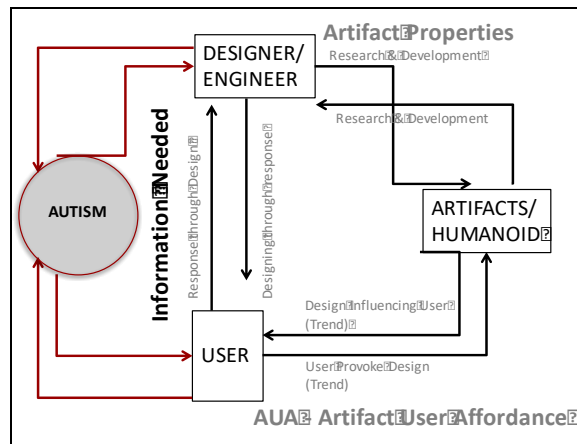 Artifact Properties
DESIGNER/
ENGINEER
Research & Development
Research & Development
AUTISM
Information Needed
Response through Design
Designing through response
ARTIFACTS/
HUMANOID
Design Influencing User
(Trend)
USER
User Provoke Design
(Trend)
AUA - Artifact User Affordance